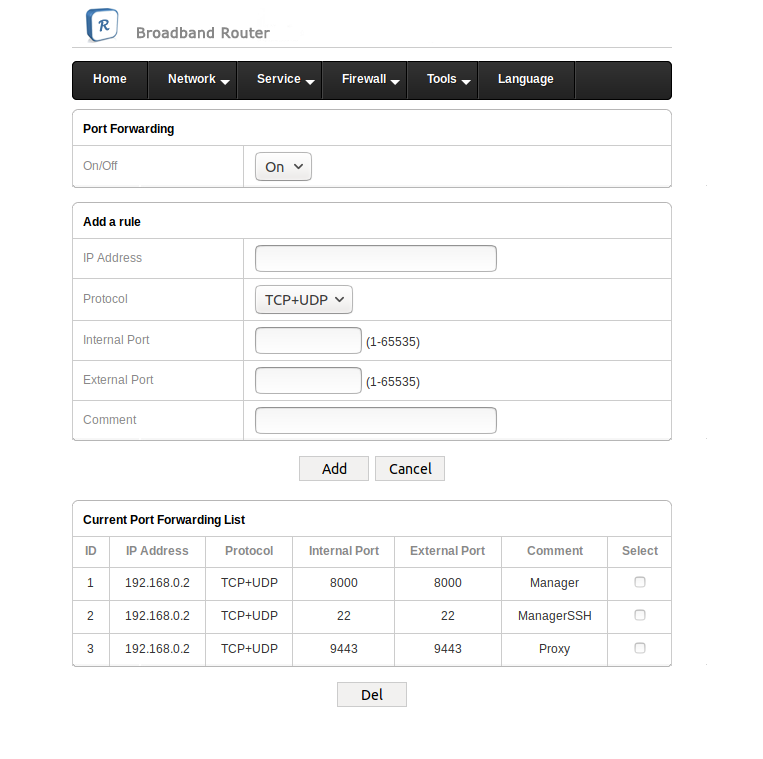 R Broadband Router
Home Network Service Firewall Tools Language
Port Forwarding
On/Off On
Add a rule
IP Address
Protocol TCP+UDP
Internal Port (1-65535)
External Port (1-65535)
Comment
Add Cancel
Current Port Forwarding List
ID IP Address Protocol Internal Port External Port Comment Select
1 192.168.0.2 TCP+UDP 8000 8000 Manager
2 192.168.0.2 TCP+UDP 22 22 ManagerSSH
3 192.168.0.2 TCP+UDP 9443 9443 Proxy
Del